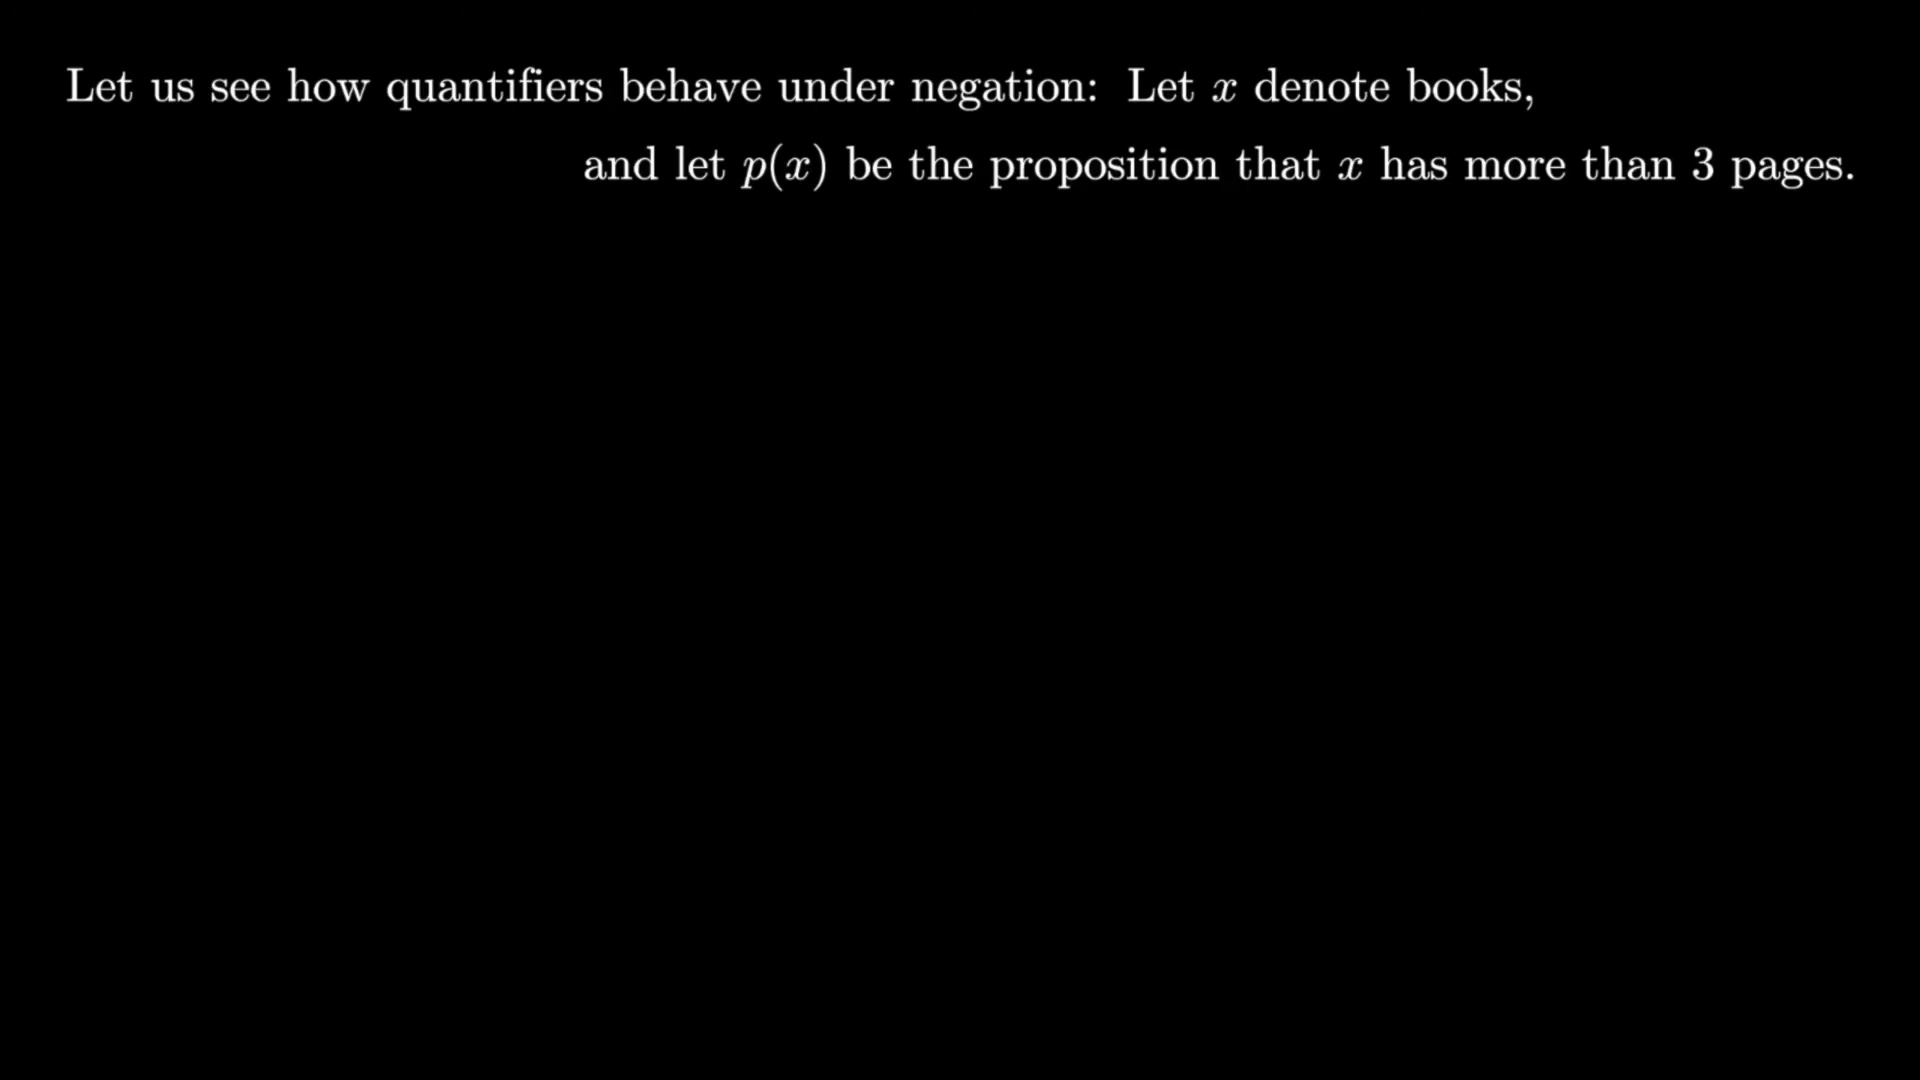 Let us see how quantifiers behave under negation: Let x denote books,
and let p(x) be the proposition that x has more than 3 pages.